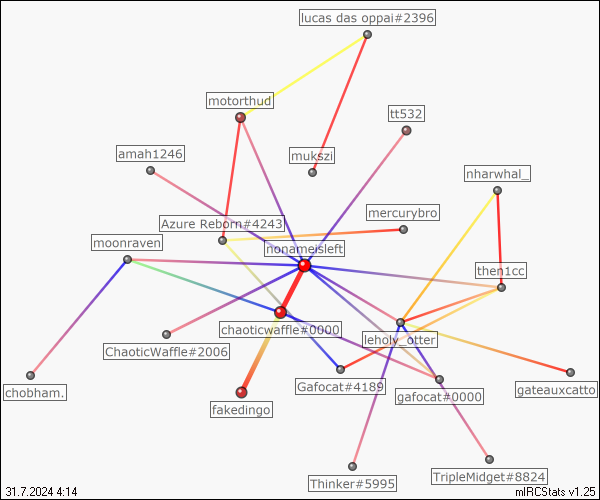 lucas das oppai#2396
motorthud
tt532
amah1246
mukszi
nharwhal_
mercurybro
Azure Reborn#4243
moonraven
nonameisleft
then1cc
chaoticwaffle#0000
leholy_otter
ChaoticWaffle#2006
chobham.
Gafocat#4189
gafocat#0000
gateauxcatto
fakedingo
Thinker#5995
TripleMidget#8824
31.7.2024 4:14
mIRCStats v1.25